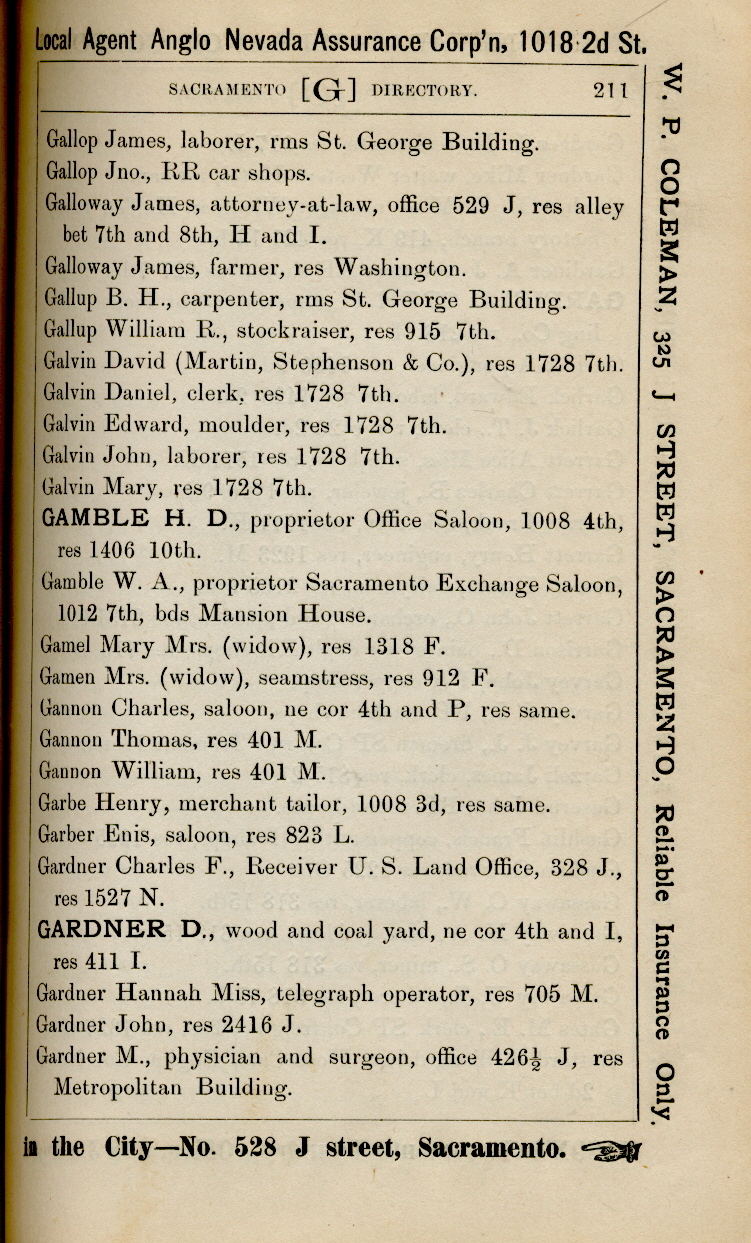 Local Agent Anglo Nevada Assurance Corp'n, 1018 2d St.
SACRAMENTO [G] DIRECTORY. 211
Gallop James, laborer, rms St. George Building.
Gallop Jno., RR car shops.
Galloway James, attorney-at-law, office 529 J, res alley
bet 7th and 8th, H and I.
Galloway James, farmer, res Washington.
Gallup B. H., carpenter, rms St. George Building.
Gallup William R., stockraiser, res 915 7th.
Galvin David (Martin, Stephenson & Co.), res 1728 7th.
Galvin Daniel, clerk, res 1728 7th.
Galvin Edward, moulder, res 1728 7th.
Galvin John, laborer, res 1728 7th.
Galvin Mary, res 1728 7th.
GAMBLE H. D., proprietor Office Saloon, 1008 4th,
res 1406 10th.
Gamble W. A., proprietor Sacramento Exchange Saloon,
1012 7th, bds Mansion House.
Gamel Mary Mrs. (widow), res 1318 F.
Gamen Mrs. (widow), seamstress, res 912 F.
Gannon Charles, saloon, ne cor 4th and P, res same.
Gannon Thomas, res 401 M.
Gannon William, res 401 M.
Garbe Henry, merchant tailor, 1008 3d, res same.
Garber Enis, saloon, res 823 L.
Gardner Charles F., Receiver U. S. Land Office, 328 J.,
res 1527 N.
GARDNER D., wood and coal yard, ne cor 4th and I,
res 411 I.
Gardner Hannah Miss, telegraph operator, res 705 M.
Gardner John, res 2416 J.
Gardner M., physician and surgeon, office 426½ J, res
Metropolitan Building.
in the City—No. 528 J street, Sacramento.
W. P. COLEMAN, 325 J STREET, SACRAMENTO, Reliable Insurance Only.